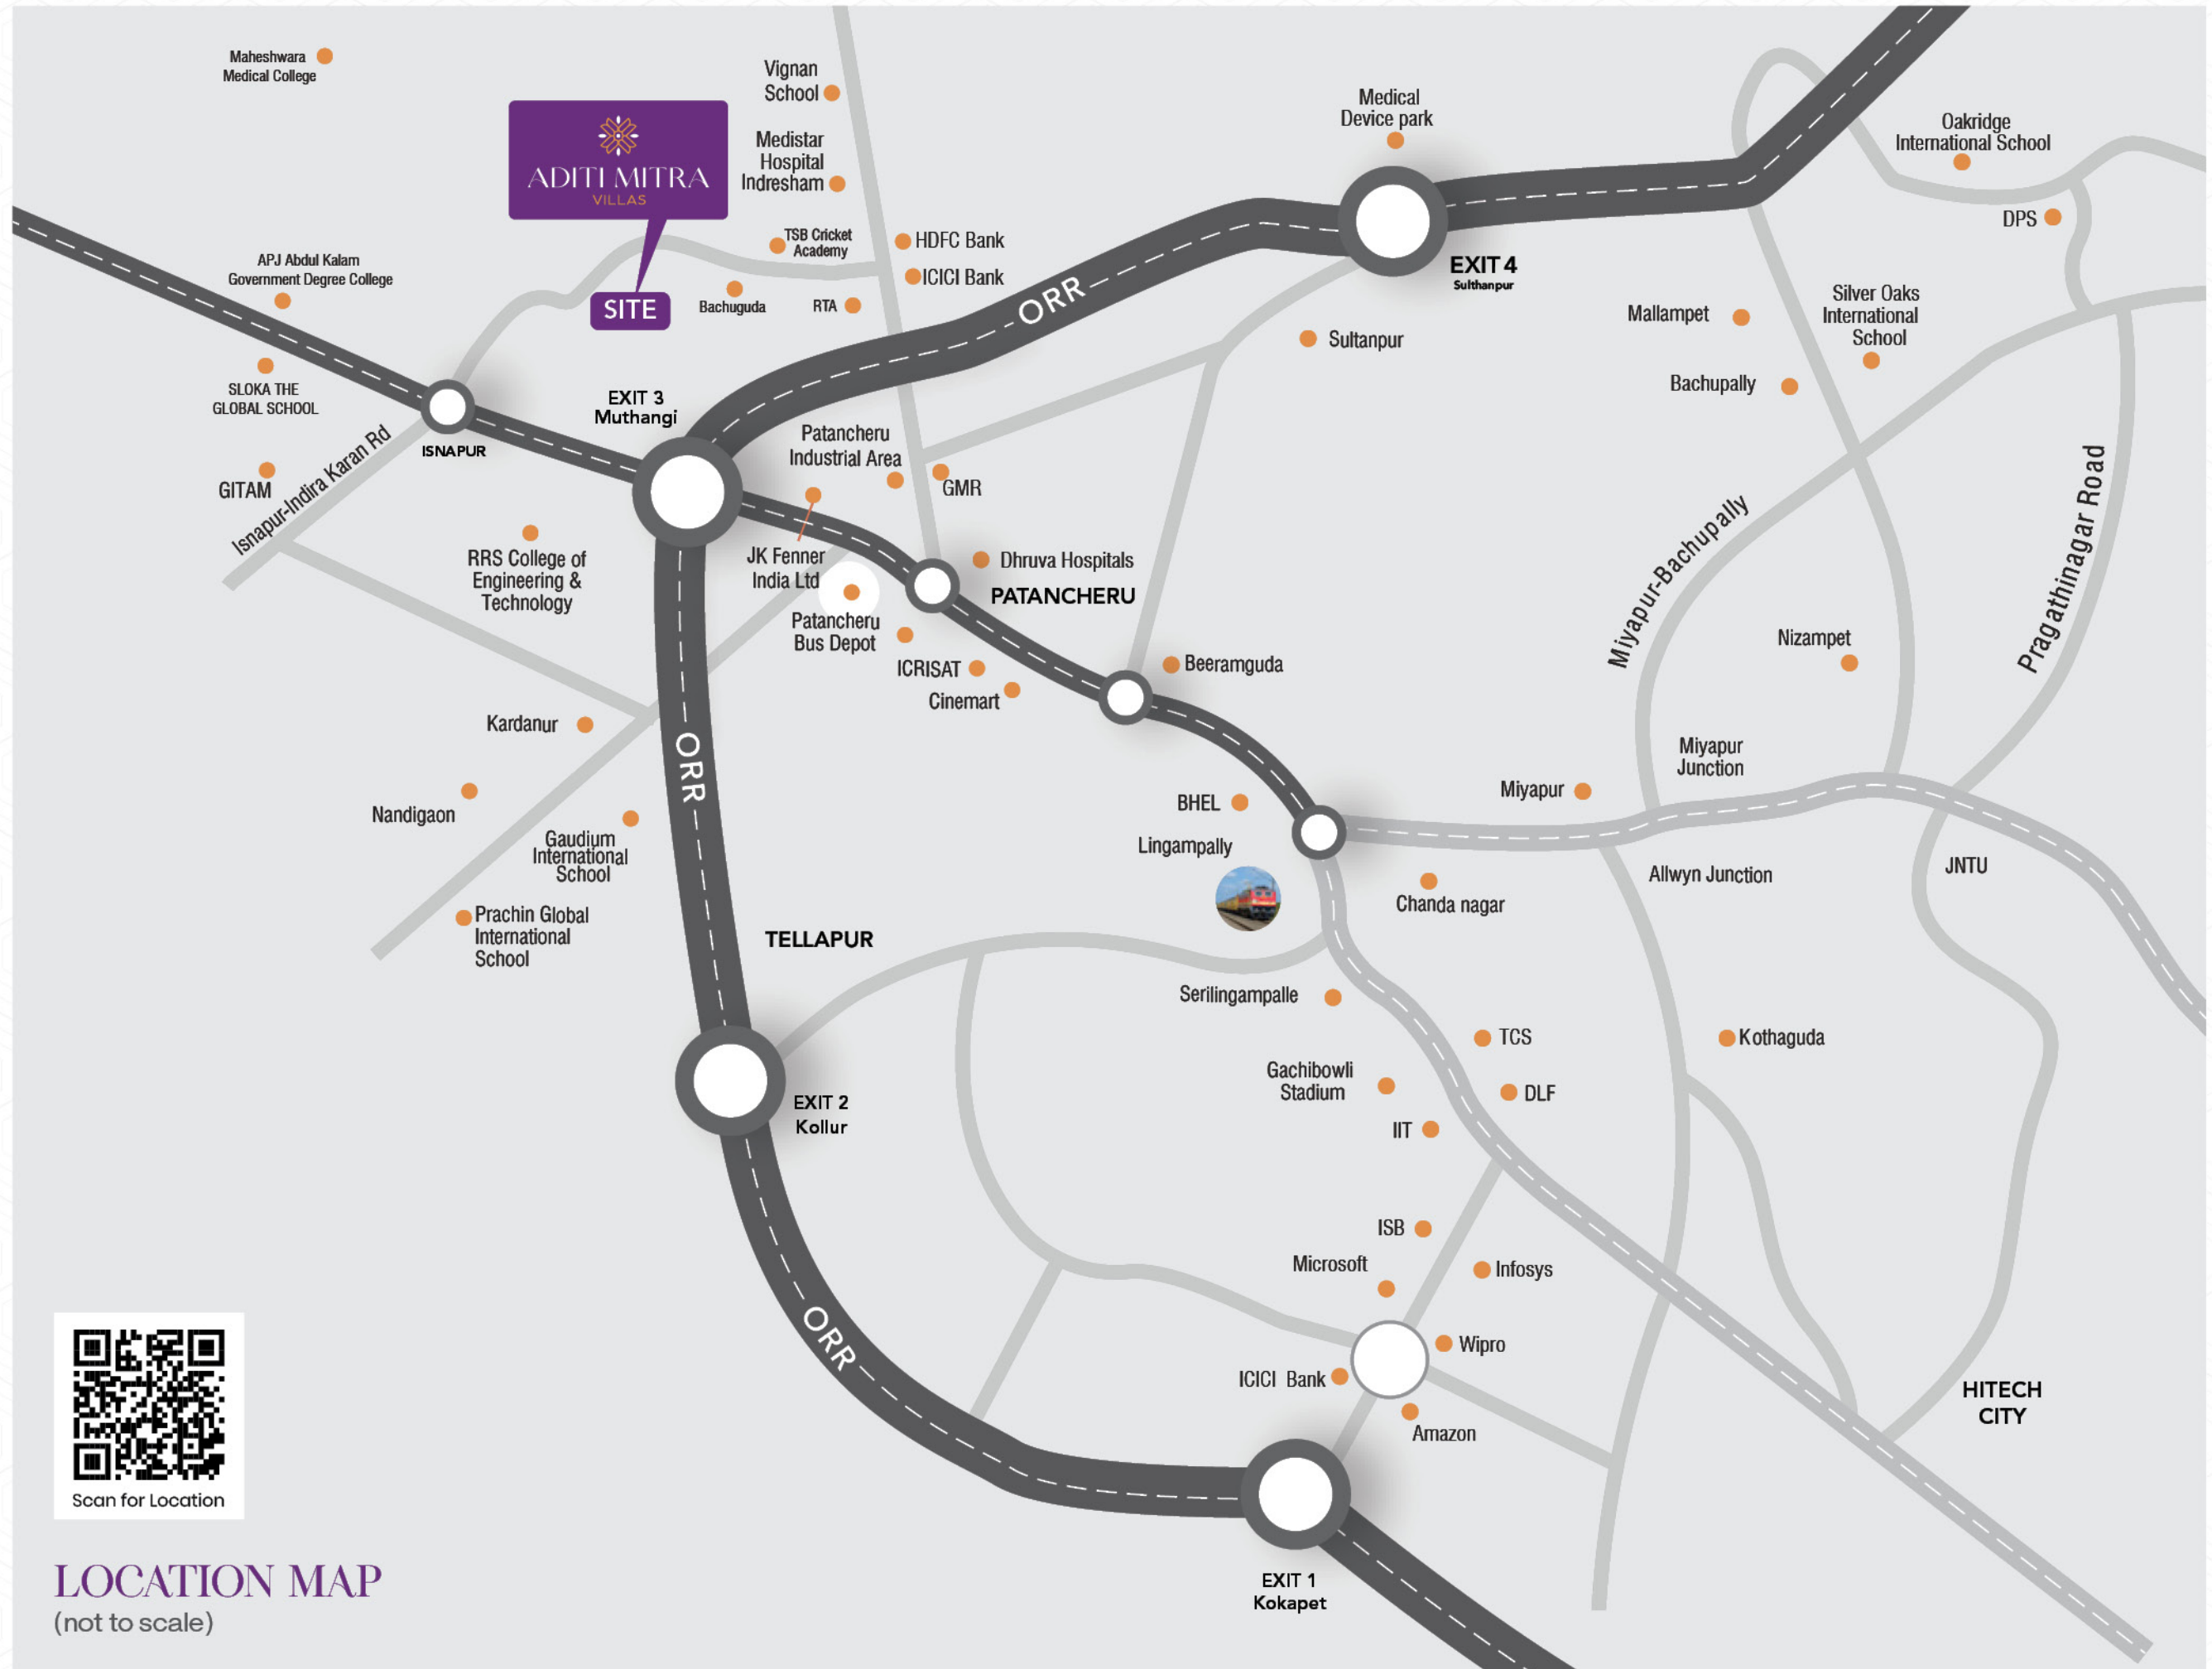 Maheshwara
Medical College
Vignan
School
ADITI MITRA
VILLAS
SITE
Medistar
Hospital
Indresham
TSB Cricket
Academy
HDFC Bank
ICICI Bank
Bachuguda
RTA
APJ Abdul Kalam
Government Degree College
SLOKA THE
GLOBAL SCHOOL
GITAM
Isnapur-Indira Karan Rd
ISNAPUR
EXIT 3
Muthangi
ORR
Medical
Device park
EXIT 4
Sulthanpur
Sultanpur
Oakridge
International School
DPS
Mallampet
Silver Oaks
International
School
Bachupally
Patancheru
Industrial Area
GMR
JK Fenner
India Ltd
Dhruva Hospitals
PATANCHERU
Patancheru
Bus Depot
ICRISAT
Cinemart
Beeramguda
RRS College of
Engineering &
Technology
Kardanur
Nandigaon
Gaudium
International
School
Prachin Global
International
School
ORR
Miyapur-Bachupally
Pragathinagar Road
Nizampet
Miyapur
Junction
Miyapur
BHEL
Lingampally
Chanda nagar
Allwyn Junction
JNTU
TELLAPUR
Serilingampalle
EXIT 2
Kollur
TCS
Kothaguda
Gachibowli
Stadium
DLF
IIT
ISB
Microsoft
Infosys
Wipro
ICICI Bank
Amazon
ORR
HITECH
CITY
EXIT 1
Kokapet
Scan for Location
LOCATION MAP
(not to scale)